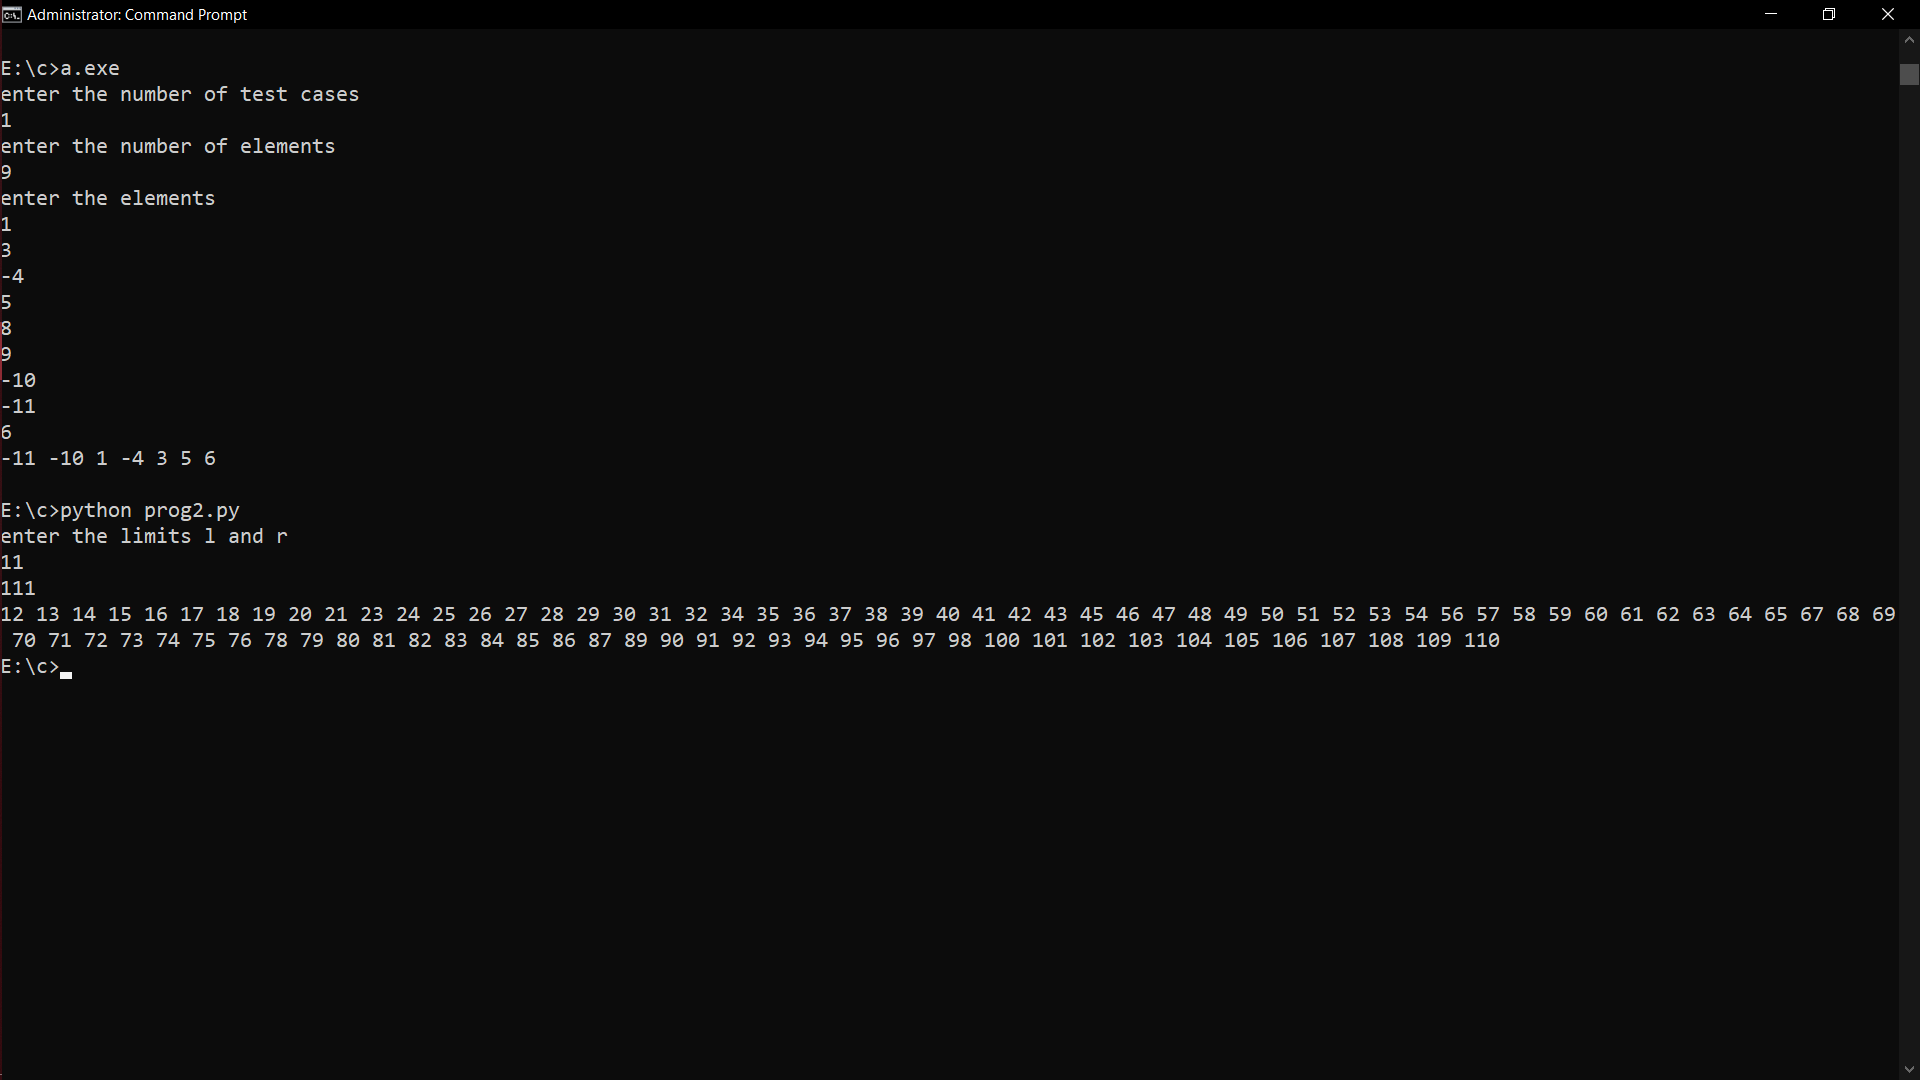 Administrator: Command Prompt
E:\c>a.exe
enter the number of test cases
1
enter the number of elements
9
enter the elements
1
3
-4
5
8
9
-10
-11
6
-11 -10 1 -4 3 5 6
E:\c>python prog2.py
enter the limits l and r
11
111
12 13 14 15 16 17 18 19 20 21 23 24 25 26 27 28 29 30 31 32 34 35 36 37 38 39 40 41 42 43 45 46 47 48 49 50 51 52 53 54 56 57 58 59 60 61 62 63 64 65 67 68 69
70 71 72 73 74 75 76 78 79 80 81 82 83 84 85 86 87 89 90 91 92 93 94 95 96 97 98 100 101 102 103 104 105 106 107 108 109 110
E:\c>